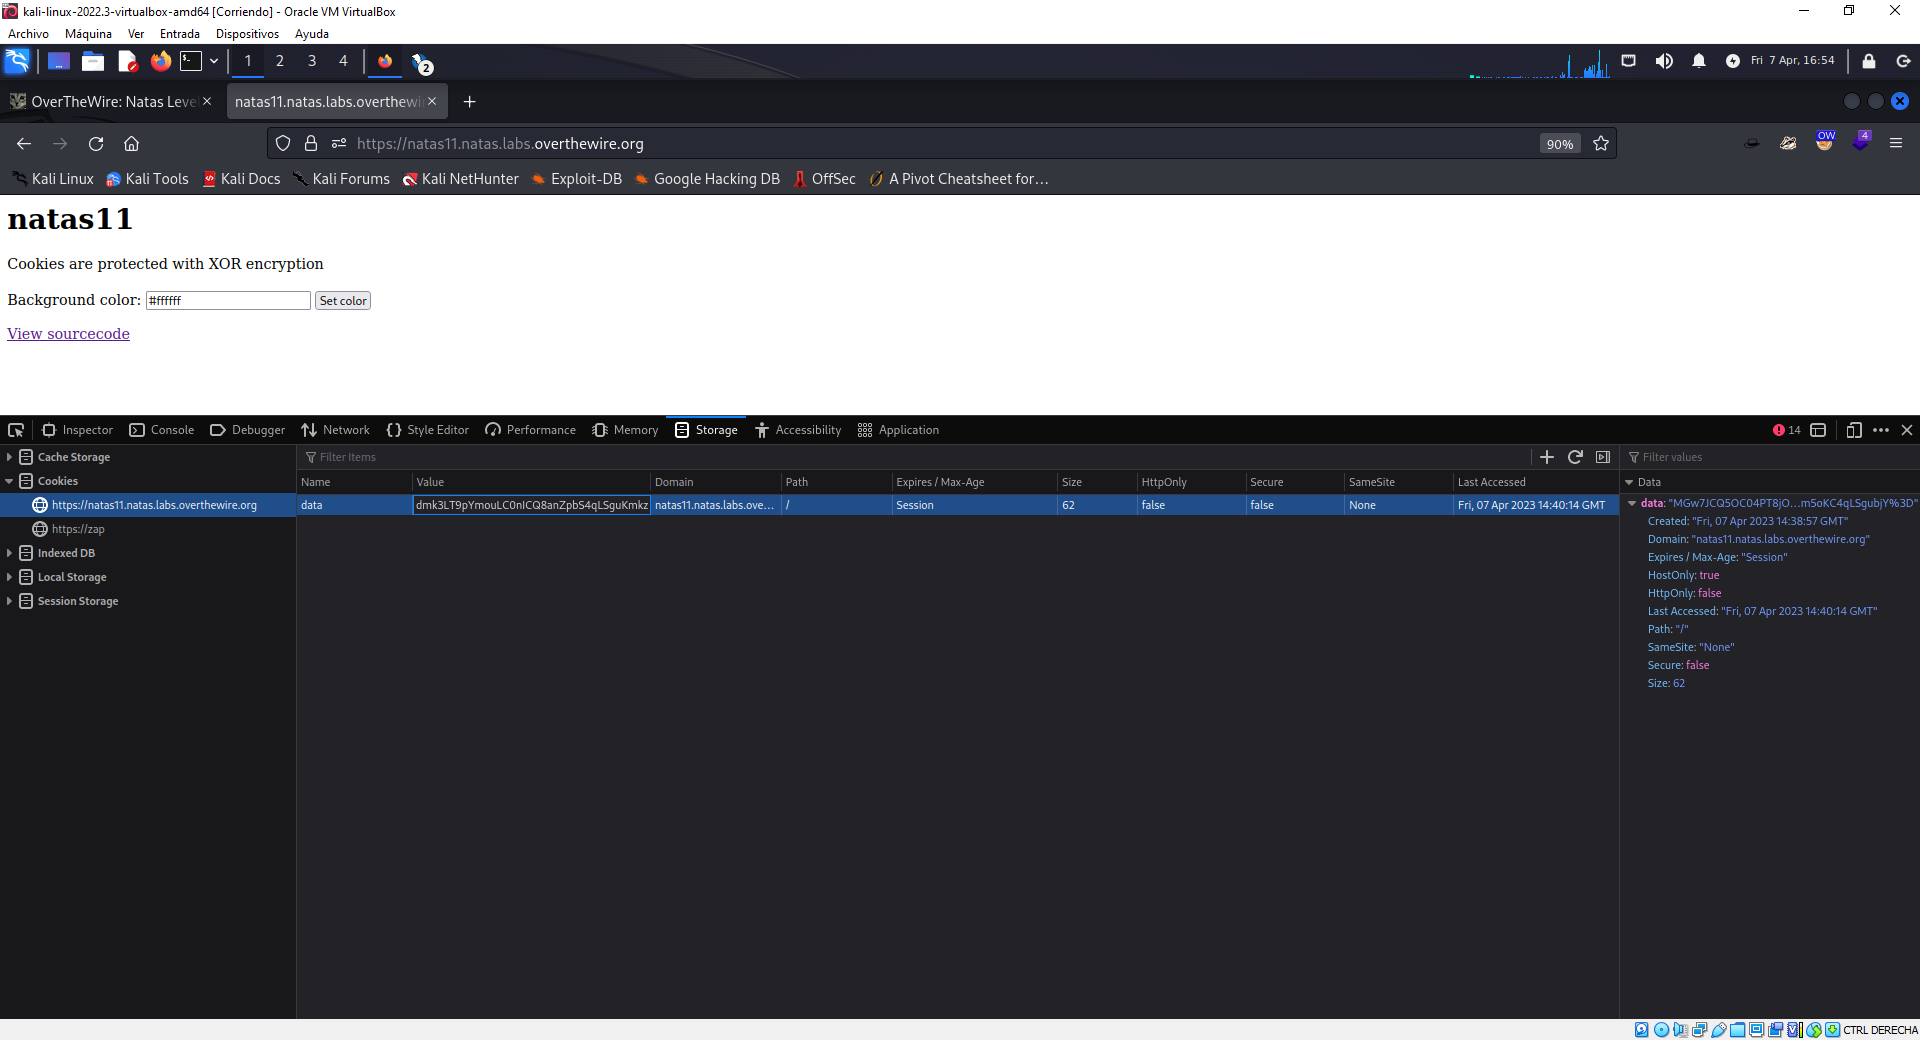 kali-linux-2022.3-virtualbox-amd64 [Corriendo] - Oracle VM VirtualBox
Archivo Máquina Ver Entrada Dispositivos Ayuda
1 2 3 4 2 Fri 7 Apr, 16:54
OverTheWire: Natas Leve natas11.natas.labs.overthewi
https://natas11.natas.labs.overthewire.org 90% OW 4
Kali Linux Kali Tools Kali Docs Kali Forums Kali NetHunter Exploit-DB Google Hacking DB OffSec A Pivot Cheatsheet for…
natas11
Cookies are protected with XOR encryption
Background color: #ffffff Set color
View sourcecode
Inspector Console Debugger Network Style Editor Performance Memory Storage Accessibility Application 14
Cache Storage Filter Items Filter values
Cookies Name Value Domain Path Expires / Max-Age Size HttpOnly Secure SameSite Last Accessed Data
https://natas11.natas.labs.overthewire.org data dmk3LT9pYmouLC0nICQ8anZpbS4qLSguKmkz natas11.natas.labs.ove… / Session 62 false false None Fri, 07 Apr 2023 14:40:14 GMT data: "MGw7JCQ5OC04PT8jO…m5oKC4qLSgubjY%3D"
Created: "Fri, 07 Apr 2023 14:38:57 GMT"
https://zap
Domain: "natas11.natas.labs.overthewire.org"
Indexed DB Expires / Max-Age: "Session"
Local Storage HostOnly: true
HttpOnly: false
Session Storage Last Accessed: "Fri, 07 Apr 2023 14:40:14 GMT"
Path: "/"
SameSite: "None"
Secure: false
Size: 62
CTRL DERECHA